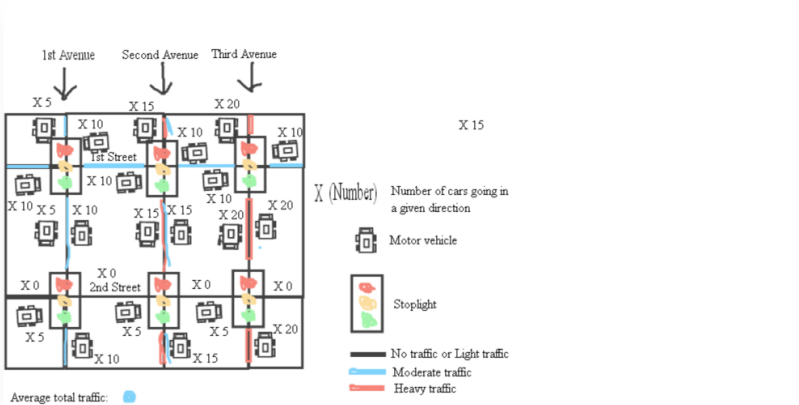 1st Avenue
Second Avenue
Third Avenue
X 5
X 15
X 20
X 10
X 10
X 10
X 15
1st Street
X 10
X 10
X 10
X 5
X 10
X 15
X 15
X 20
X 20
X (Number)
Number of cars going in
a given direction
Motor vehicle
X 0
X 0
2nd Street
X 0
X 0
Stoplight
X 5
X 5
X 5
X 20
X 10
X 15
No traffic or Light traffic
Moderate traffic
Heavy traffic
Average total traffic: